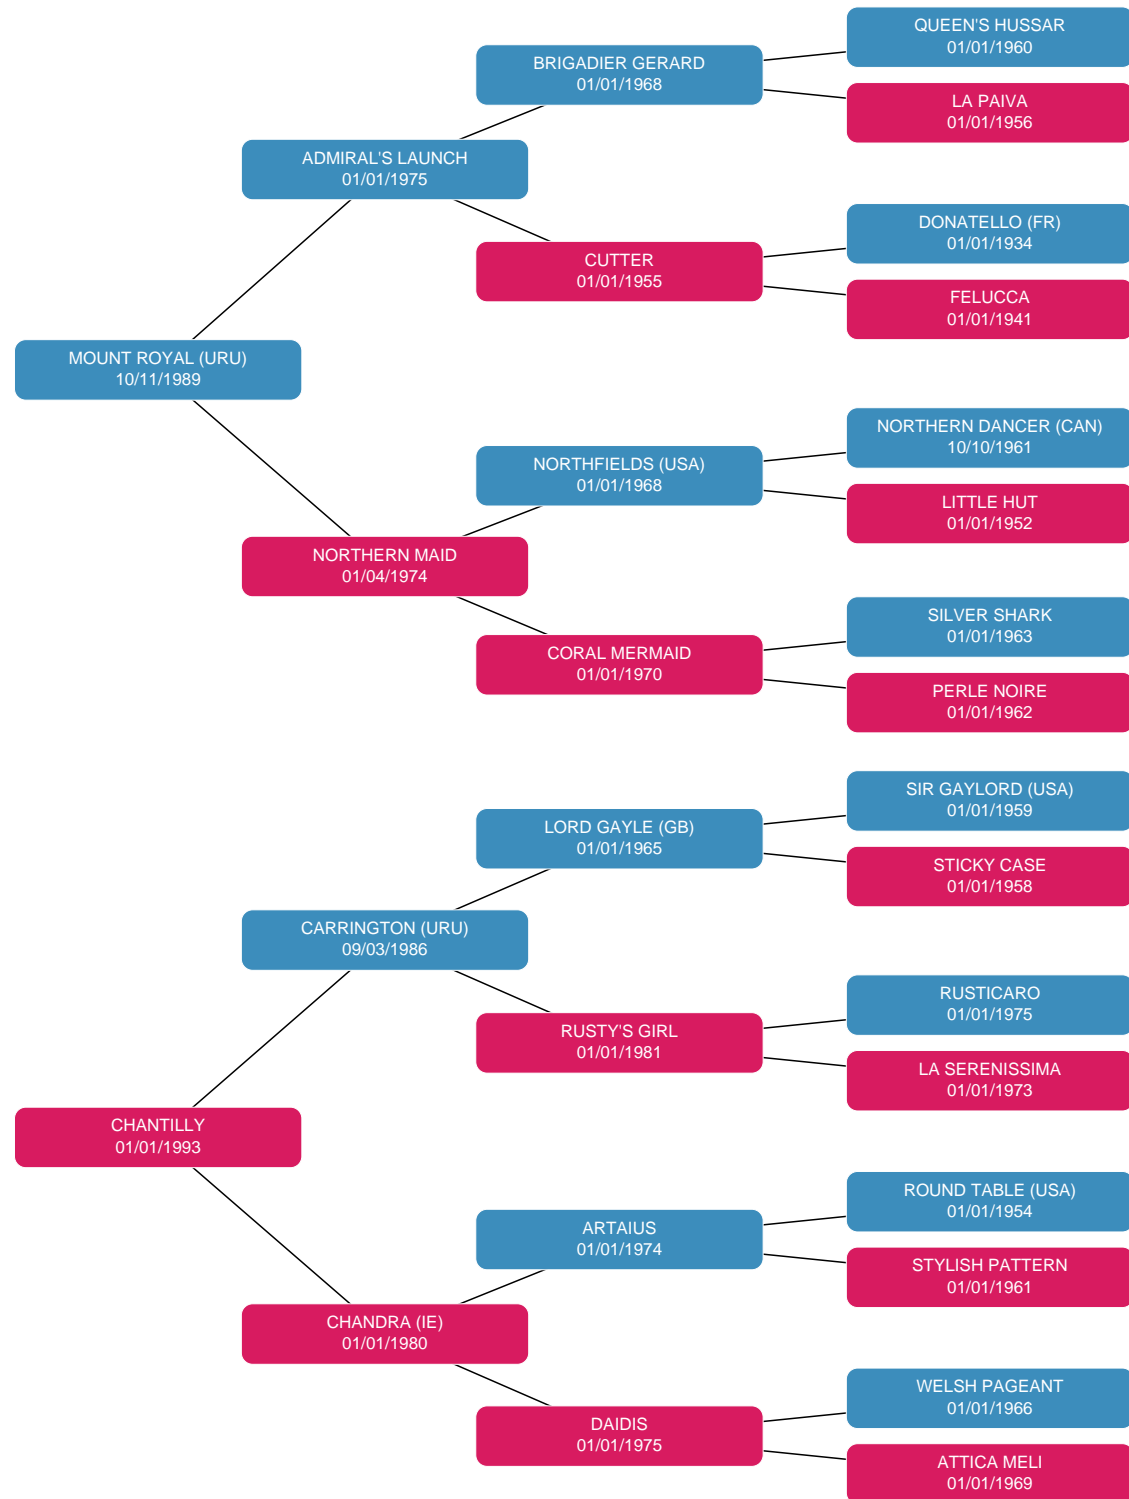 QUEEN'S HUSSAR
01/01/1960
BRIGADIER GERARD
01/01/1968
LA PAIVA
01/01/1956
ADMIRAL'S LAUNCH
01/01/1975
DONATELLO (FR)
01/01/1934
CUTTER
01/01/1955
FELUCCA
01/01/1941
MOUNT ROYAL (URU)
10/11/1989
NORTHERN DANCER (CAN)
10/10/1961
NORTHFIELDS (USA)
01/01/1968
LITTLE HUT
01/01/1952
NORTHERN MAID
01/04/1974
SILVER SHARK
01/01/1963
CORAL MERMAID
01/01/1970
PERLE NOIRE
01/01/1962
SIR GAYLORD (USA)
01/01/1959
LORD GAYLE (GB)
01/01/1965
STICKY CASE
01/01/1958
CARRINGTON (URU)
09/03/1986
RUSTICARO
01/01/1975
RUSTY'S GIRL
01/01/1981
LA SERENISSIMA
01/01/1973
CHANTILLY
01/01/1993
ROUND TABLE (USA)
01/01/1954
ARTAIUS
01/01/1974
STYLISH PATTERN
01/01/1961
CHANDRA (IE)
01/01/1980
WELSH PAGEANT
01/01/1966
DAIDIS
01/01/1975
ATTICA MELI
01/01/1969